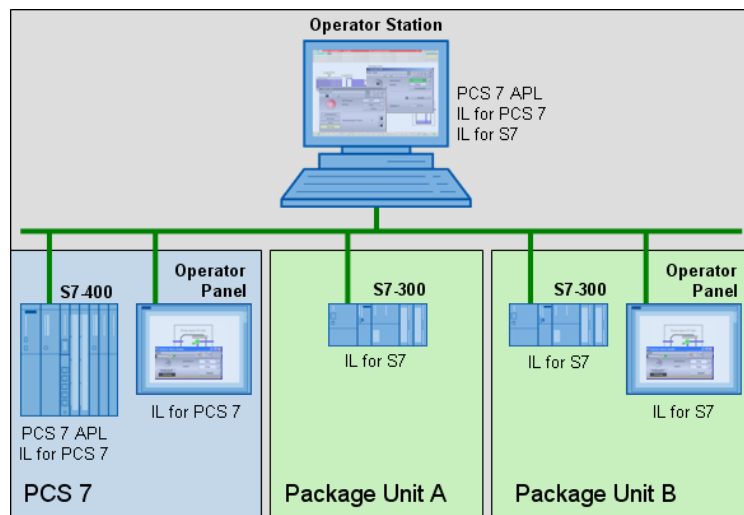 Operator Station
PCS 7 APL
IL for PCS 7
IL for S7
S7-400
Operator
Panel
PCS 7 APL
IL for PCS 7
IL for PCS 7
PCS 7
S7-300
IL for S7
Package Unit A
S7-300
IL for S7
Operator
Panel
IL for S7
Package Unit B